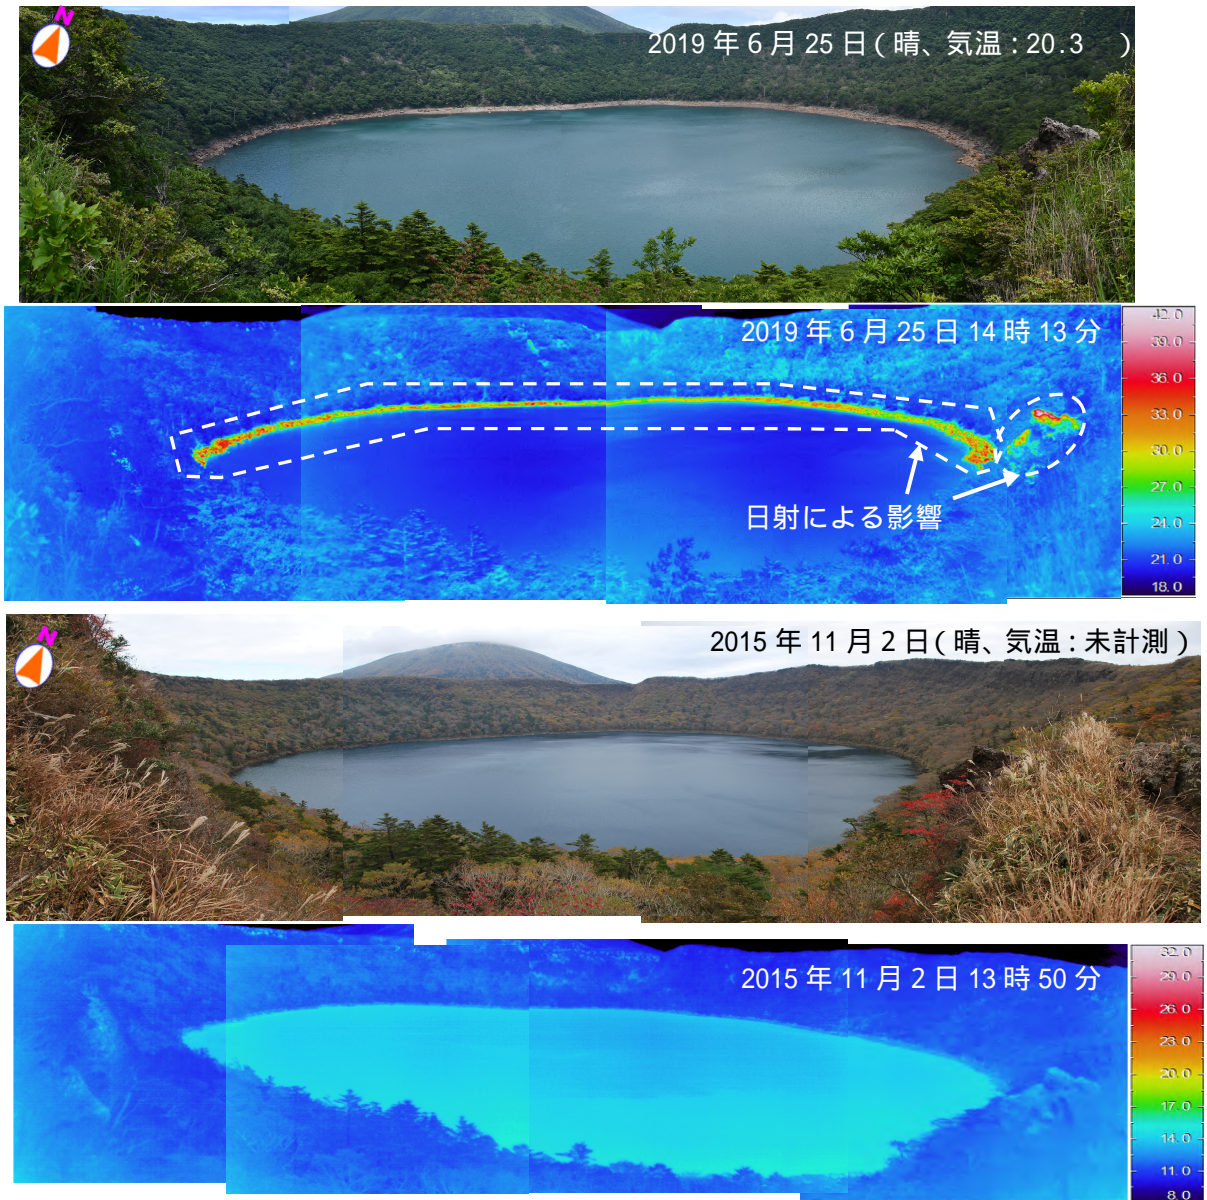 N
2019 年 6 月 25 日 ( 晴、気温 : 20.3 )
2019 年 6 月 25 日 14 時 13 分
42.0
39.0
36.0
33.0
30.0
27.0
24.0
21.0
18.0
日射による影響
N
2015 年 11 月 2 日 ( 晴、気温 : 未計測 )
2015 年 11 月 2 日 13 時 50 分
32.0
29.0
26.0
23.0
20.0
17.0
14.0
11.0
8.0